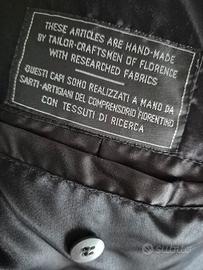 THESE ARTICLES ARE HAND-MADE
BY TAILOR-CRAFTSMEN OF FLORENCE
WITH RESEARCHED FABRICS
QUESTI CAPI SONO REALIZZATI A MANO DA
SARTI-ARTIGIANI DEL COMPRENSORIO FIORENTINO
CON TESSUTI DI RICERCA
subito